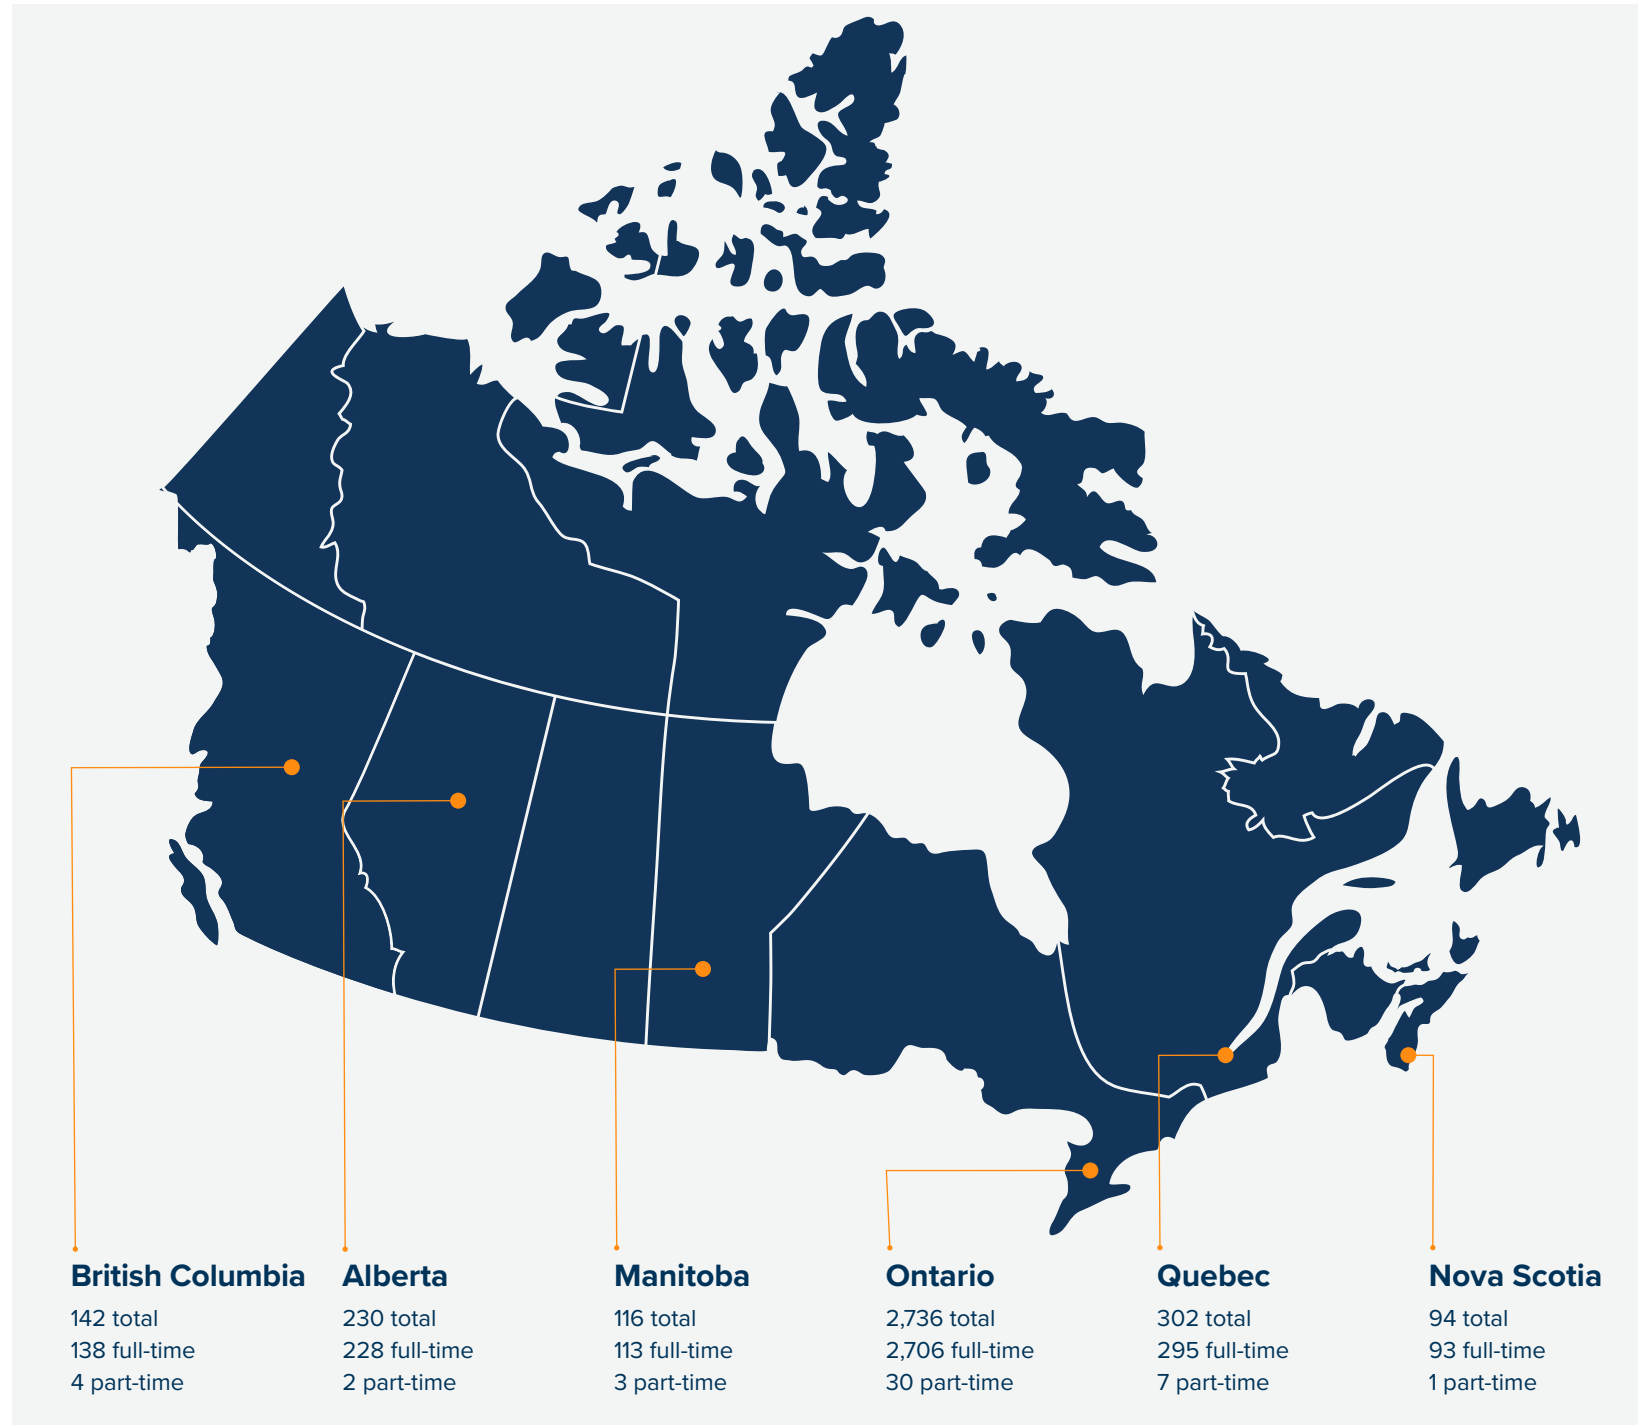 British Columbia
142 total
138 full-time
4 part-time
Alberta
230 total
228 full-time
2 part-time
Manitoba
116 total
113 full-time
3 part-time
Ontario
2,736 total
2,706 full-time
30 part-time
Quebec
302 total
295 full-time
7 part-time
Nova Scotia
94 total
93 full-time
1 part-time